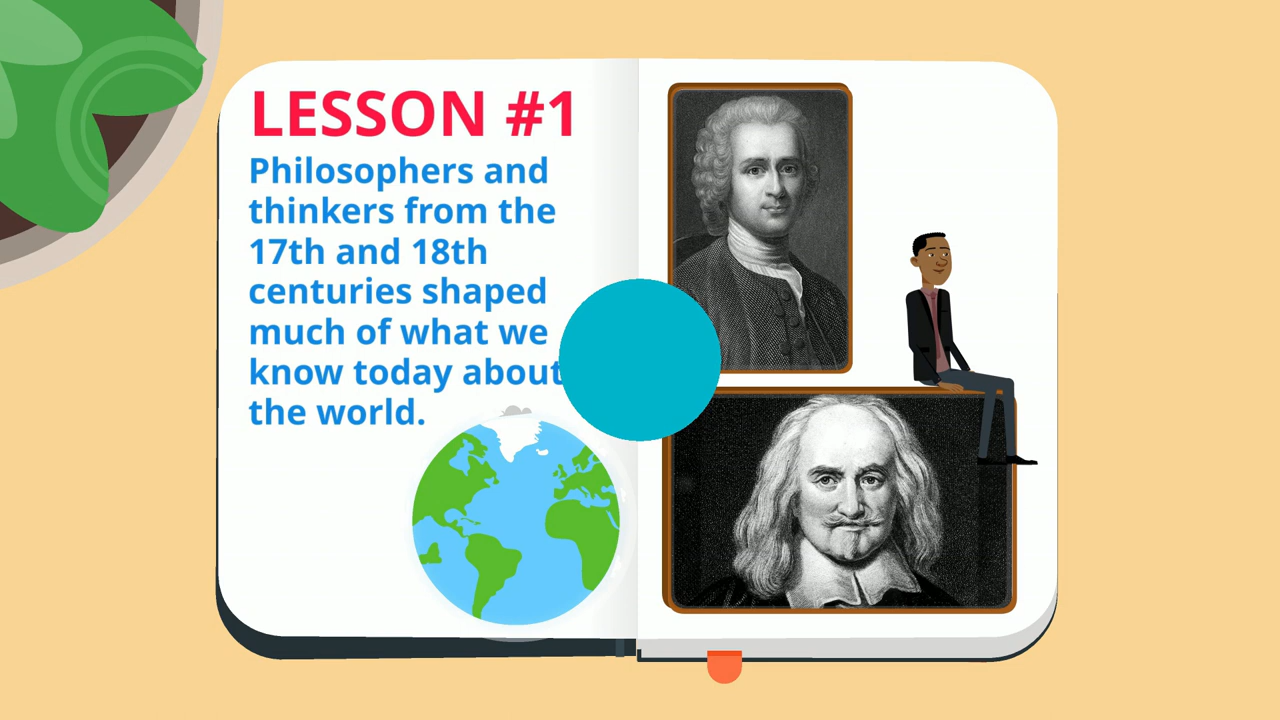 LESSON #1
Philosophers and
thinkers from the
17th and 18th
centuries shaped
much of what we
know today about
the world.